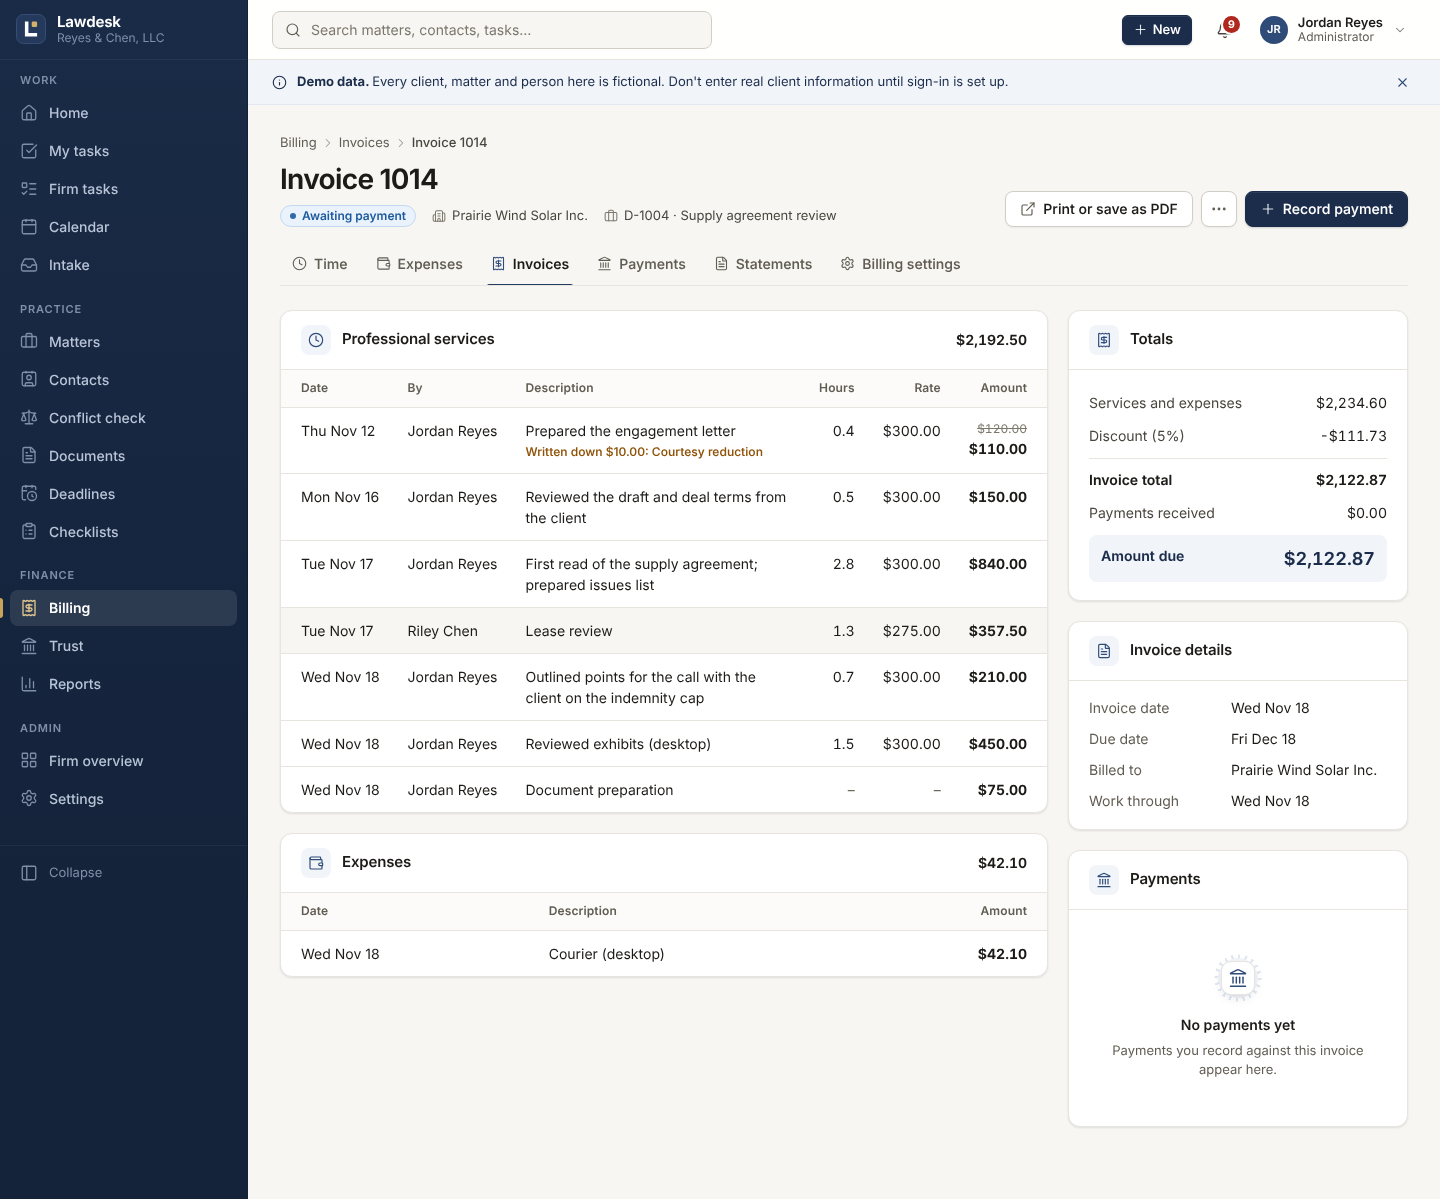 Lawdesk
Reyes & Chen, LLC
WORK
Home
My tasks
Firm tasks
Calendar
Intake
PRACTICE
Matters
Contacts
Conflict check
Documents
Deadlines
Checklists
FINANCE
Billing
Trust
Reports
ADMIN
Firm overview
Settings
Collapse
Search matters, contacts, tasks...
New
9
JR
Jordan Reyes
Administrator
Demo data. Every client, matter and person here is fictional. Don't enter real client information until sign-in is set up.
Billing > Invoices > Invoice 1014
Invoice 1014
Awaiting payment
Prairie Wind Solar Inc.
D-1004 · Supply agreement review
Print or save as PDF
Record payment
Time
Expenses
Invoices
Payments
Statements
Billing settings
Professional services $2,192.50
Date By Description Hours Rate Amount
Thu Nov 12 Jordan Reyes Prepared the engagement letter 0.4 $300.00 $120.00
Written down $10.00: Courtesy reduction $110.00
Mon Nov 16 Jordan Reyes Reviewed the draft and deal terms from 0.5 $300.00 $150.00
the client
Tue Nov 17 Jordan Reyes First read of the supply agreement; 2.8 $300.00 $840.00
prepared issues list
Tue Nov 17 Riley Chen Lease review 1.3 $275.00 $357.50
Wed Nov 18 Jordan Reyes Outlined points for the call with the 0.7 $300.00 $210.00
client on the indemnity cap
Wed Nov 18 Jordan Reyes Reviewed exhibits (desktop) 1.5 $300.00 $450.00
Wed Nov 18 Jordan Reyes Document preparation – – $75.00
Expenses $42.10
Date Description Amount
Wed Nov 18 Courier (desktop) $42.10
Totals
Services and expenses $2,234.60
Discount (5%) -$111.73
Invoice total $2,122.87
Payments received $0.00
Amount due $2,122.87
Invoice details
Invoice date Wed Nov 18
Due date Fri Dec 18
Billed to Prairie Wind Solar Inc.
Work through Wed Nov 18
Payments
No payments yet
Payments you record against this invoice
appear here.